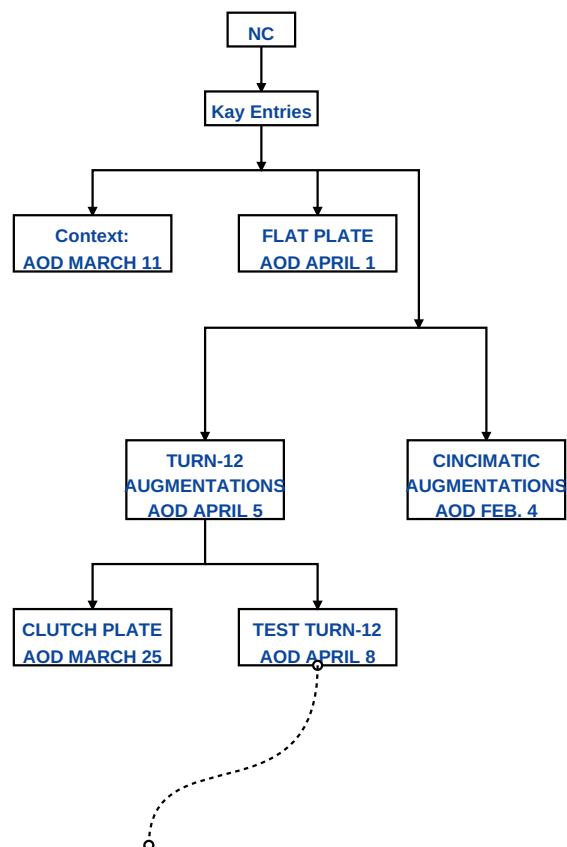 NC
Kay Entries
Context:
AOD MARCH 11
FLAT PLATE
AOD APRIL 1
TURN-12
AUGMENTATIONS
AOD APRIL 5
CINCIMATIC
AUGMENTATIONS
AOD FEB. 4
CLUTCH PLATE
AOD MARCH 25
TEST TURN-12
AOD APRIL 8